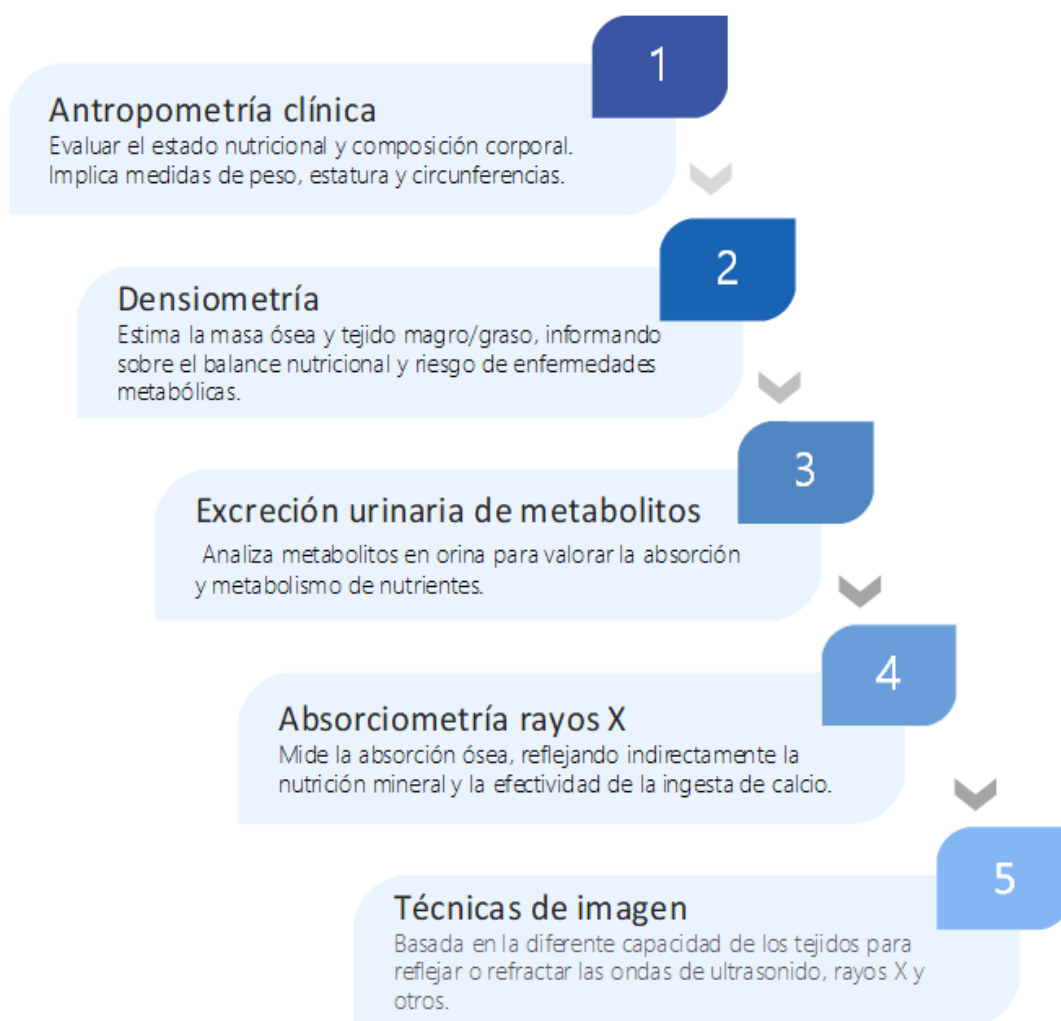 1
Antropometría clínica
Evaluar el estado nutricional y composición corporal.
Implica medidas de peso, estatura y circunferencias.
2
Densiometría
Estima la masa ósea y tejido magro/graso, informando
sobre el balance nutricional y riesgo de enfermedades
metabólicas.
3
Excreción urinaria de metabolitos
Analiza metabolitos en orina para valorar la absorción
y metabolismo de nutrientes.
4
Absorciometría rayos X
Mide la absorción ósea, reflejando indirectamente la
nutrición mineral y la efectividad de la ingesta de calcio.
5
Técnicas de imagen
Basada en la diferente capacidad de los tejidos para
reflejar o refractar las ondas de ultrasonido, rayos X y
otros.